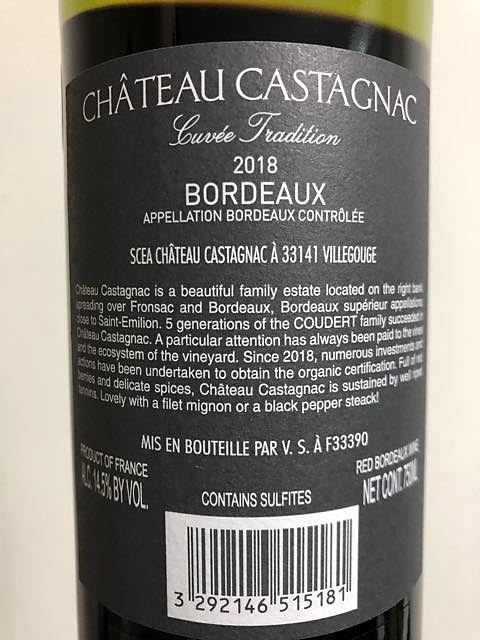 CHÂTEAU CASTAGNAC
Cuvée Tradition
2018
BORDEAUX
APPELLATION BORDEAUX CONTRÔLÉE
SCEA CHÂTEAU CASTAGNAC À 33141 VILLEGOUGE
Château Castagnac is a beautiful family estate located on the right bank,
spreading over Fronsac and Bordeaux, Bordeaux supérieur appellations
close to Saint-Emilion. 5 generations of the COUDERT family succeeded in
Château Castagnac. A particular attention has always been paid to the vines
and the ecosystem of the vineyard. Since 2018, numerous investments and
actions have been undertaken to obtain the organic certification. Full of red
berries and delicate spices, Château Castagnac is sustained by well riped
tannins. Lovely with a filet mignon or a black pepper steack!
MIS EN BOUTEILLE PAR V. S. À F33390
PRODUCT OF FRANCE
ALC. 14.5% BY VOL.
RED BORDEAUX WINE
NET CONT. 750ML
CONTAINS SULFITES
3 292146 515181